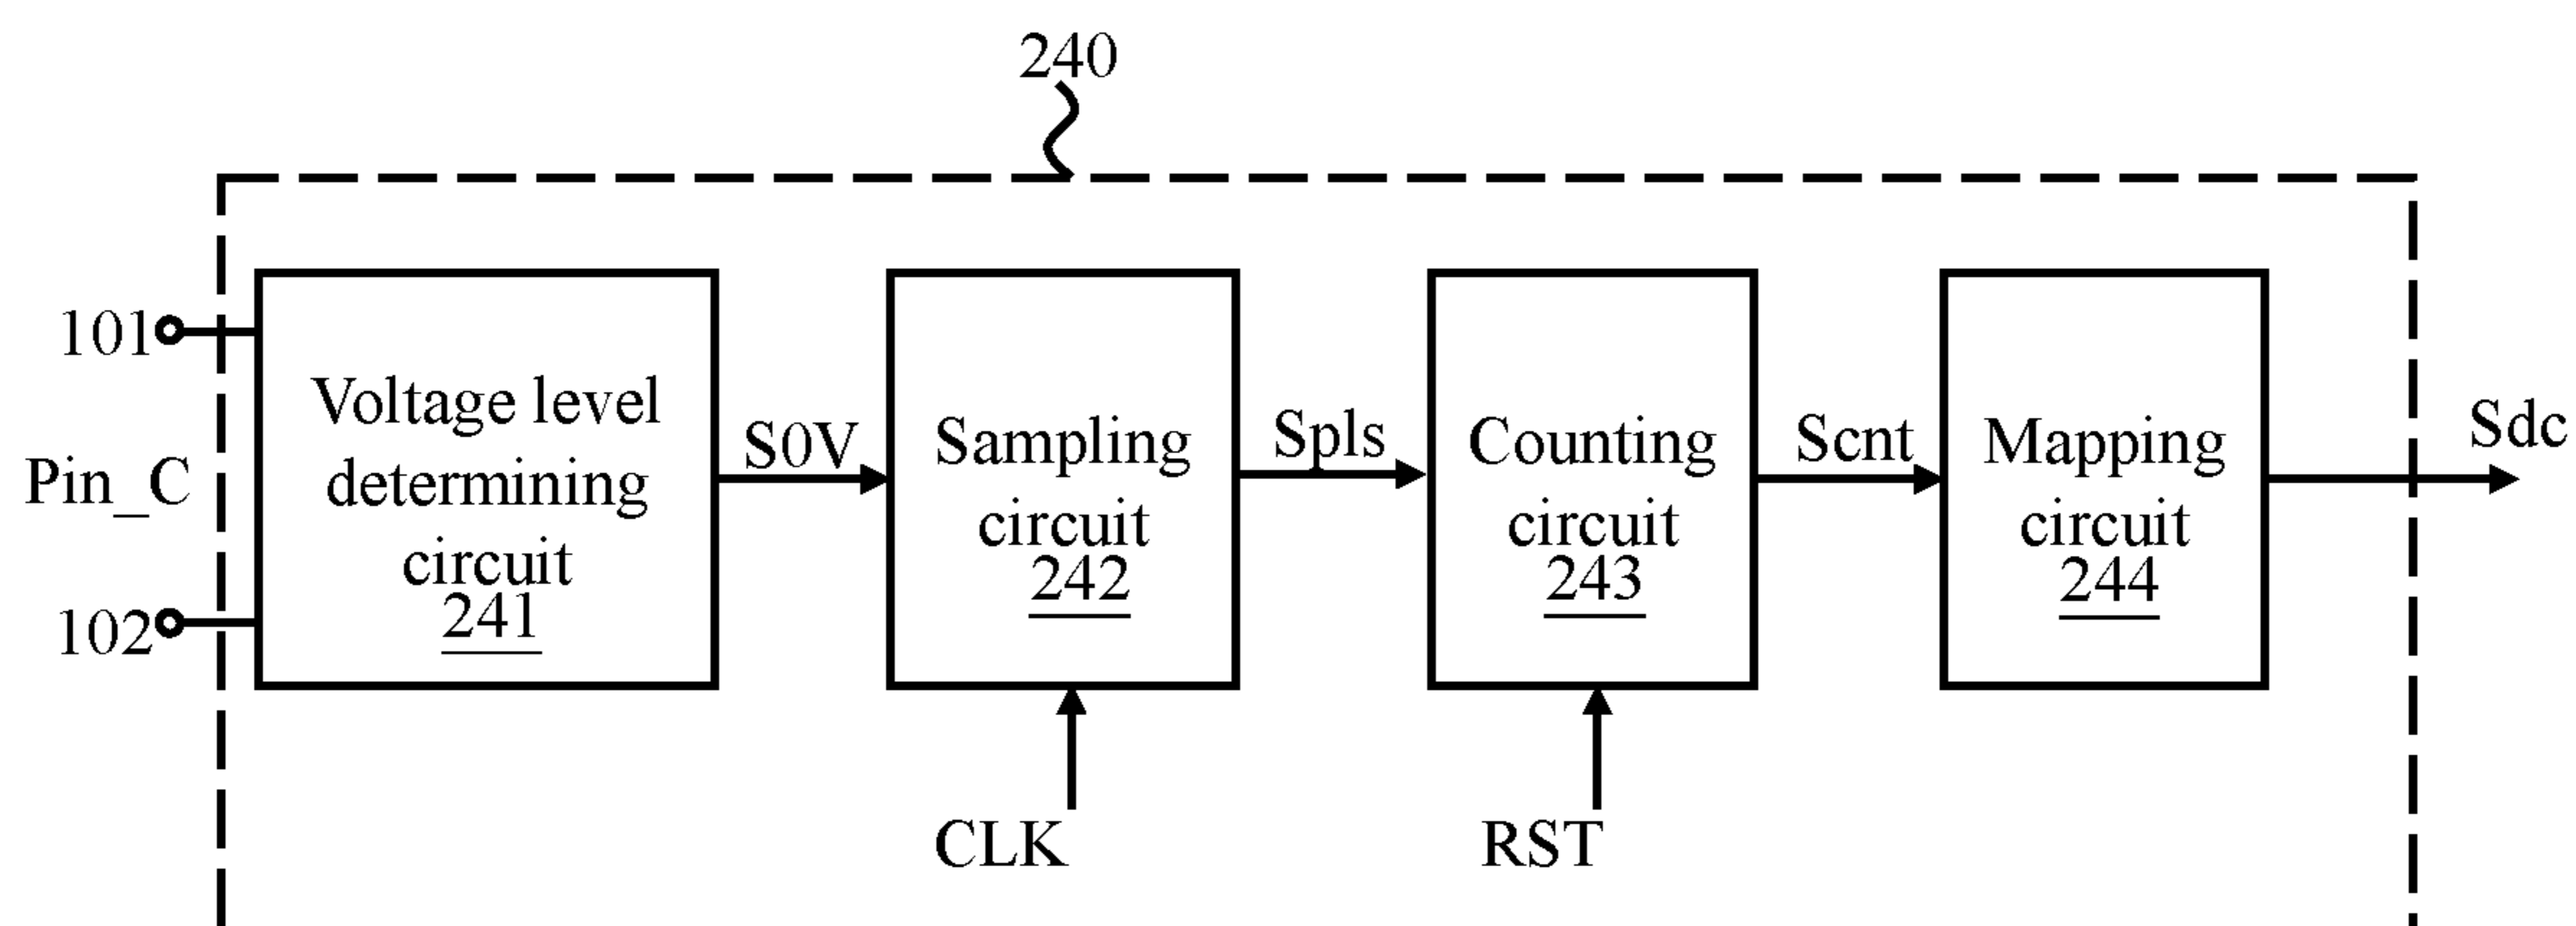 240
101
Pin_C
102
Voltage level
determining
circuit
241
S0V
Sampling
circuit
242
CLK
Spls
Counting
circuit
243
RST
Scnt
Mapping
circuit
244
Sdc